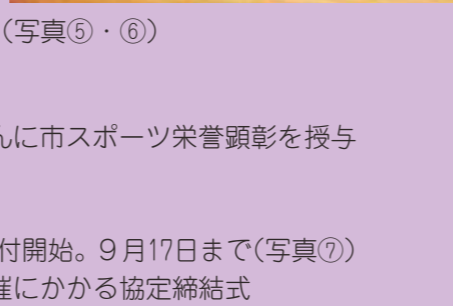 (写真⑤・⑥)
んに市スポーツ栄誉顕彰を授与
付開始。９月17日まで(写真⑦)
催にかかる協定締結式